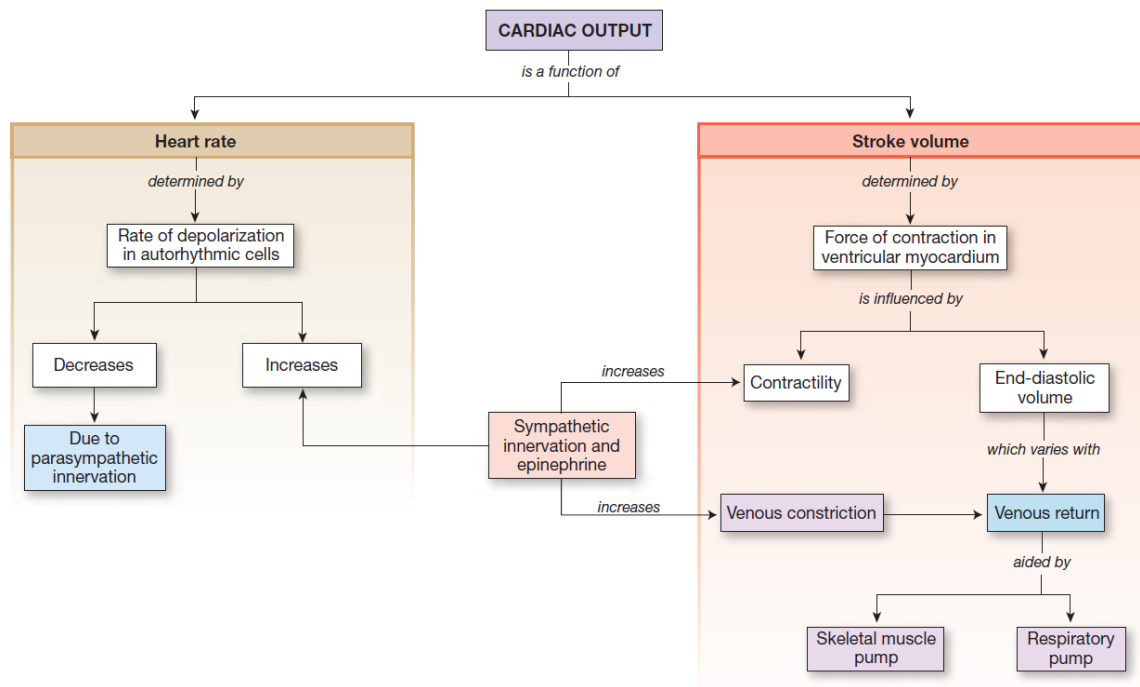 CARDIAC OUTPUT
is a function of
Heart rate
determined by
Rate of depolarization
in autorhythmic cells
Decreases
Increases
Due to
parasympathetic
innervation
Sympathetic
innervation and
epinephrine
increases
increases
Stroke volume
determined by
Force of contraction in
ventricular myocardium
is influenced by
Contractility
End-diastolic
volume
which varies with
Venous constriction
Venous return
aided by
Skeletal muscle
pump
Respiratory
pump